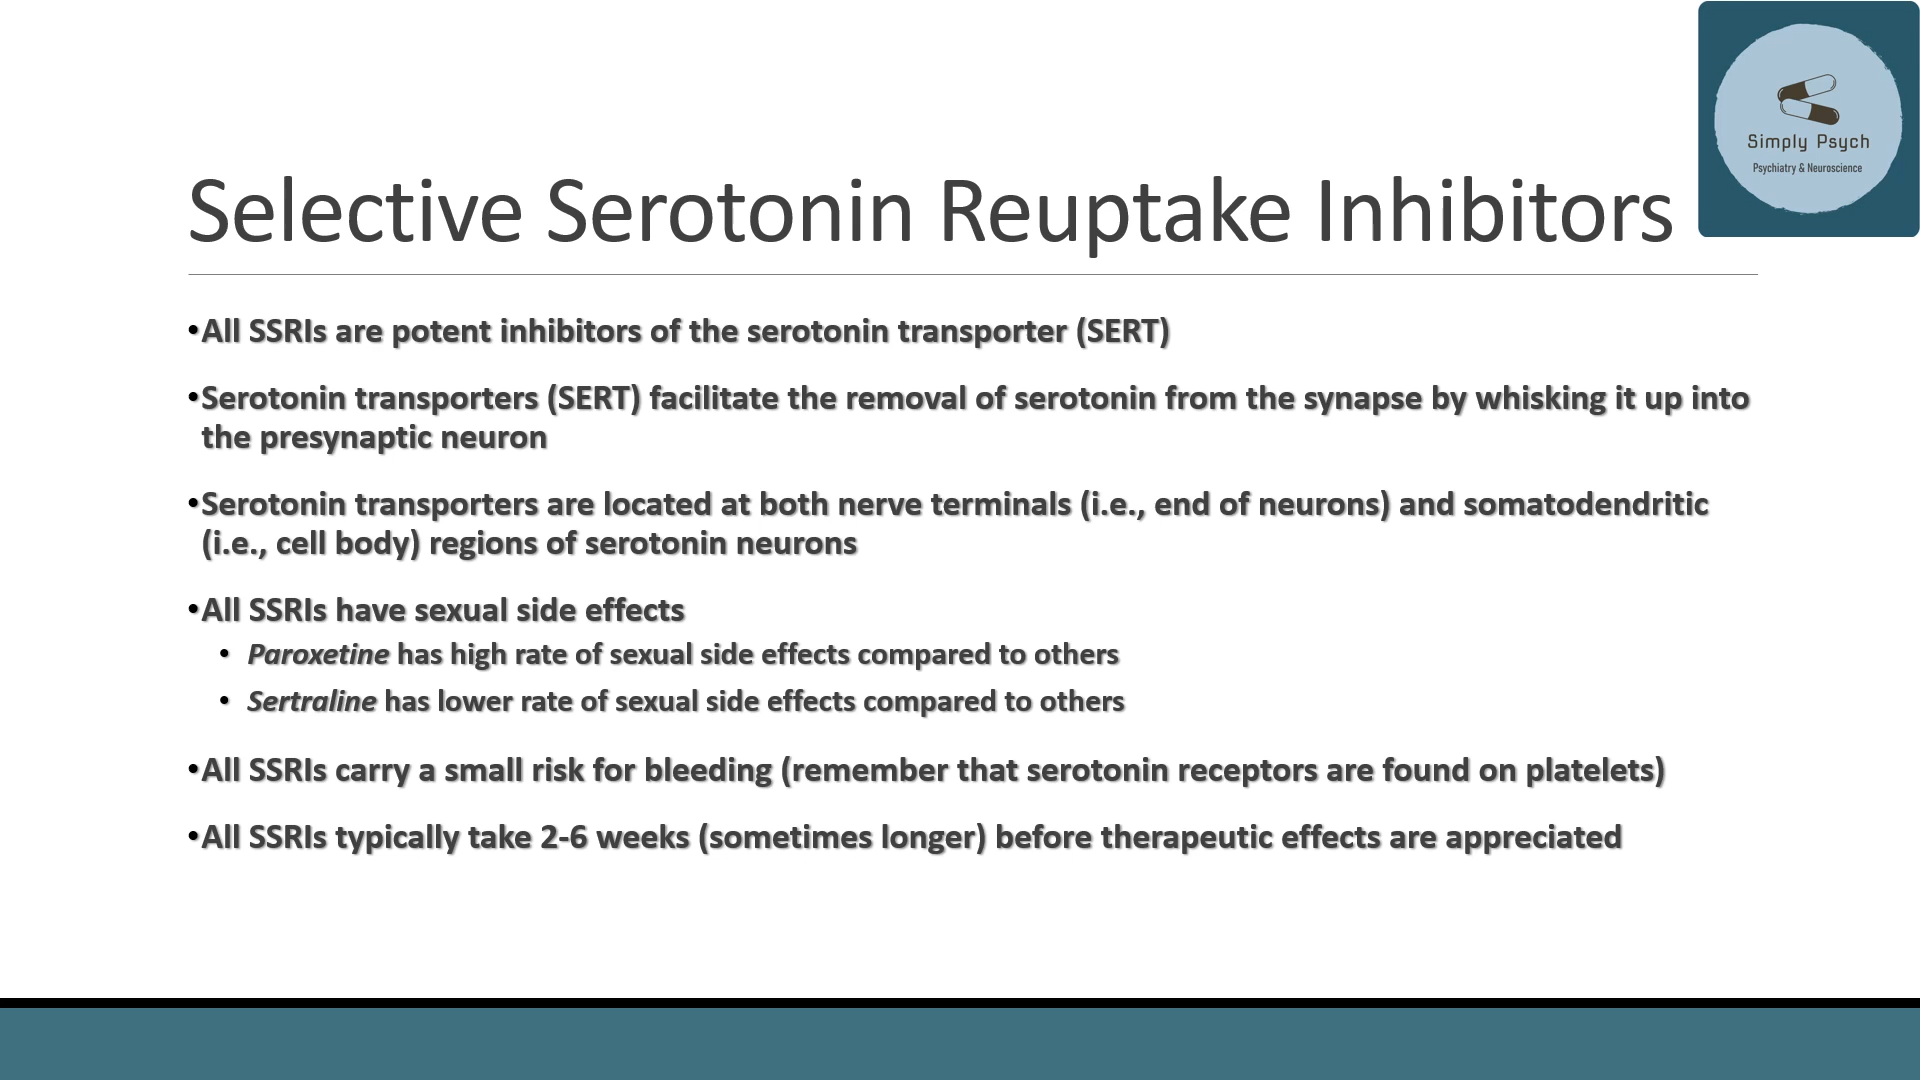 Simply Psych
Psychiatry & Neuroscience
Selective Serotonin Reuptake Inhibitors
•All SSRIs are potent inhibitors of the serotonin transporter (SERT)
•Serotonin transporters (SERT) facilitate the removal of serotonin from the synapse by whisking it up into
the presynaptic neuron
•Serotonin transporters are located at both nerve terminals (i.e., end of neurons) and somatodendritic
(i.e., cell body) regions of serotonin neurons
•All SSRIs have sexual side effects
• Paroxetine has high rate of sexual side effects compared to others
• Sertraline has lower rate of sexual side effects compared to others
•All SSRIs carry a small risk for bleeding (remember that serotonin receptors are found on platelets)
•All SSRIs typically take 2-6 weeks (sometimes longer) before therapeutic effects are appreciated